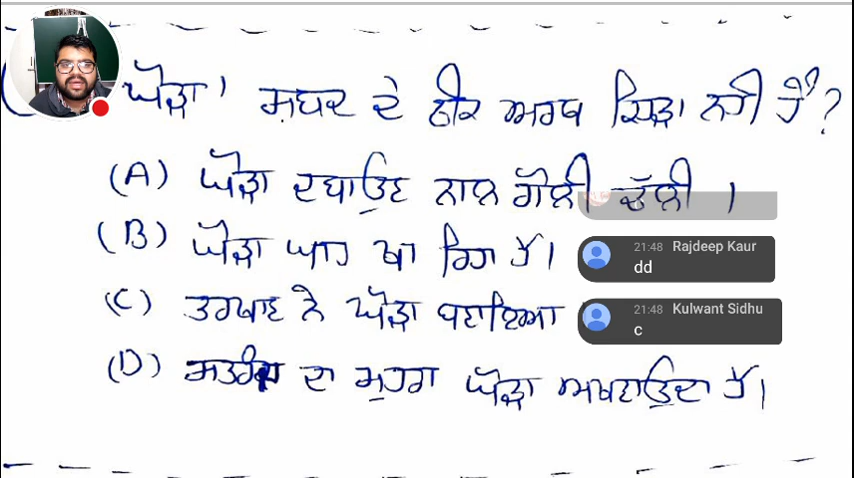 ਘੋੜਾ' ਸ਼ਬਦ ਦੇ ਠੀਕ ਅਰਥ ਕਿਹੜਾ ਨਹੀਂ ਹੈ?
(A) ਘੋੜਾ ਦਬਾਉਣ ਨਾਲ ਗੋਲੀ ਚੱਲੀ ।
(B) ਘੋੜਾ ਘਾਹ ਖਾ ਰਿਹਾ ਹੈ।
21:48 Rajdeep Kaur
dd
(C) ਤਰਖਾਣ ਨੇ ਘੋੜਾ ਬਣਾਇਆ
21:48 Kulwant Sidhu
c
(D) ਸਤਰੰਜ ਦਾ ਮੁਹਰਾ ਘੋੜਾ ਅਖਵਾਉਂਦਾ ਹੈ।